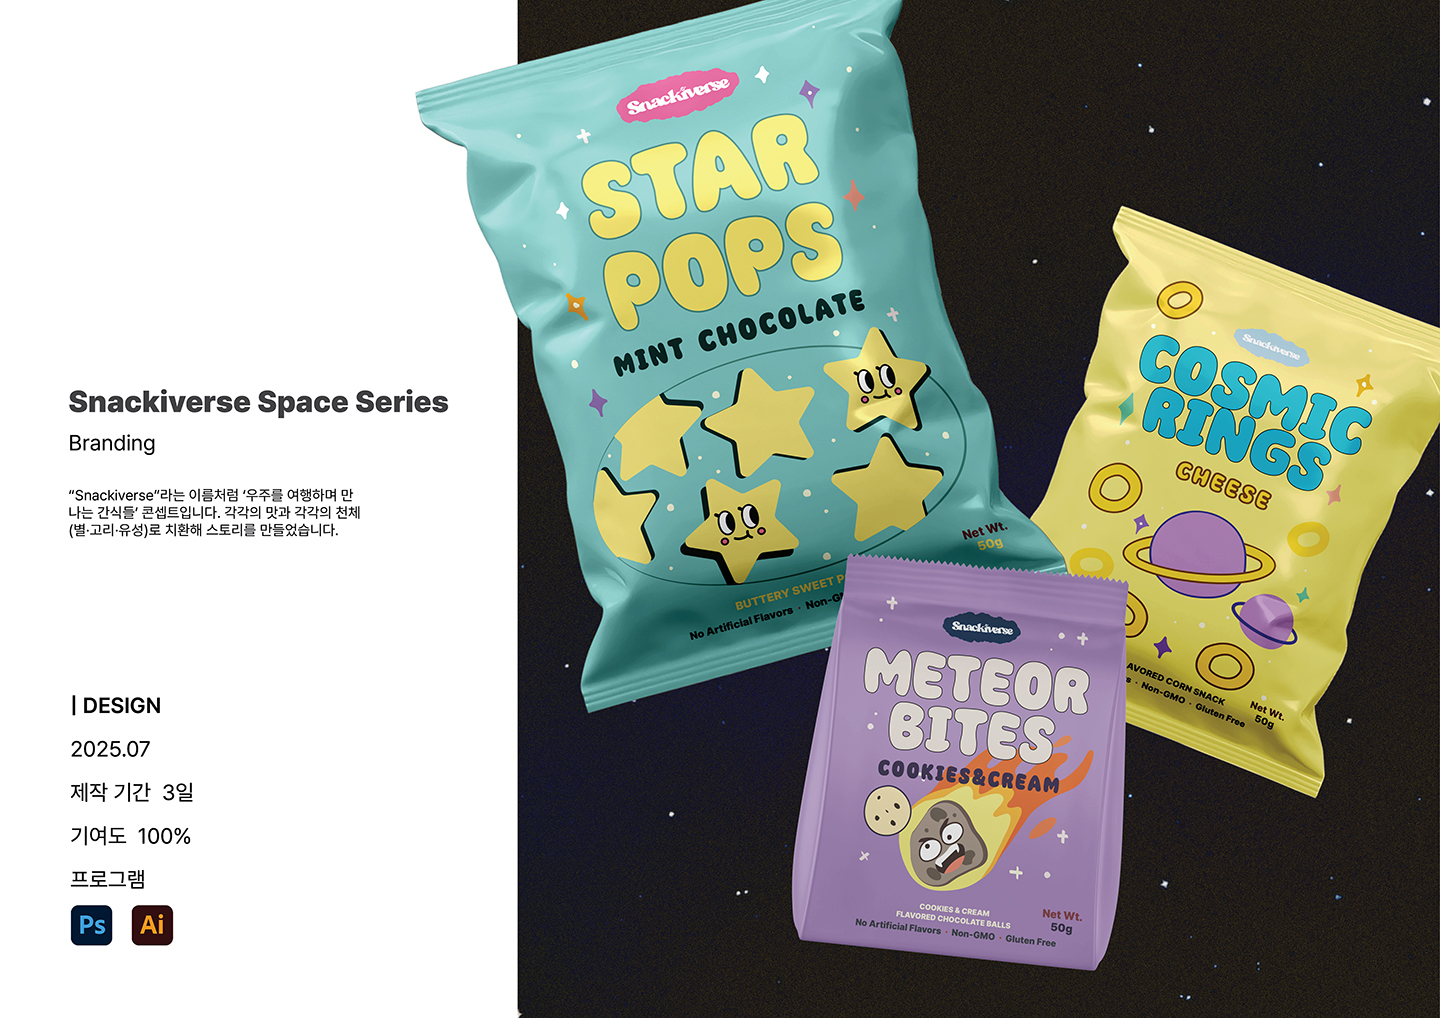 Snackiverse Space Series
Branding
“Snackiverse”라는 이름처럼 ‘우주를 여행하며 만
나는 간식들’ 콘셉트입니다. 각각의 맛과 각각의 천체
(별·고리·유성)로 치환해 스토리를 만들었습니다.
| DESIGN
2025.07
제작 기간 3일
기여도 100%
프로그램
Ps Ai
Snackiverse
STAR
POPS
MINT CHOCOLATE
Net Wt.
50g
BUTTERY SWEET
No Artificial Flavors ·
Snackiverse
COSMIC
RINGS
CHEESE
CORN SNACK
· Non-GMO · Gluten Free
Net Wt.
50g
Snackiverse
METEOR
BITES
COOKIES&CREAM
COOKIES & CREAM
FLAVORED CHOCOLATE BALLS
No Artificial Flavors · Non-GMO · Gluten Free
Net Wt.
50g